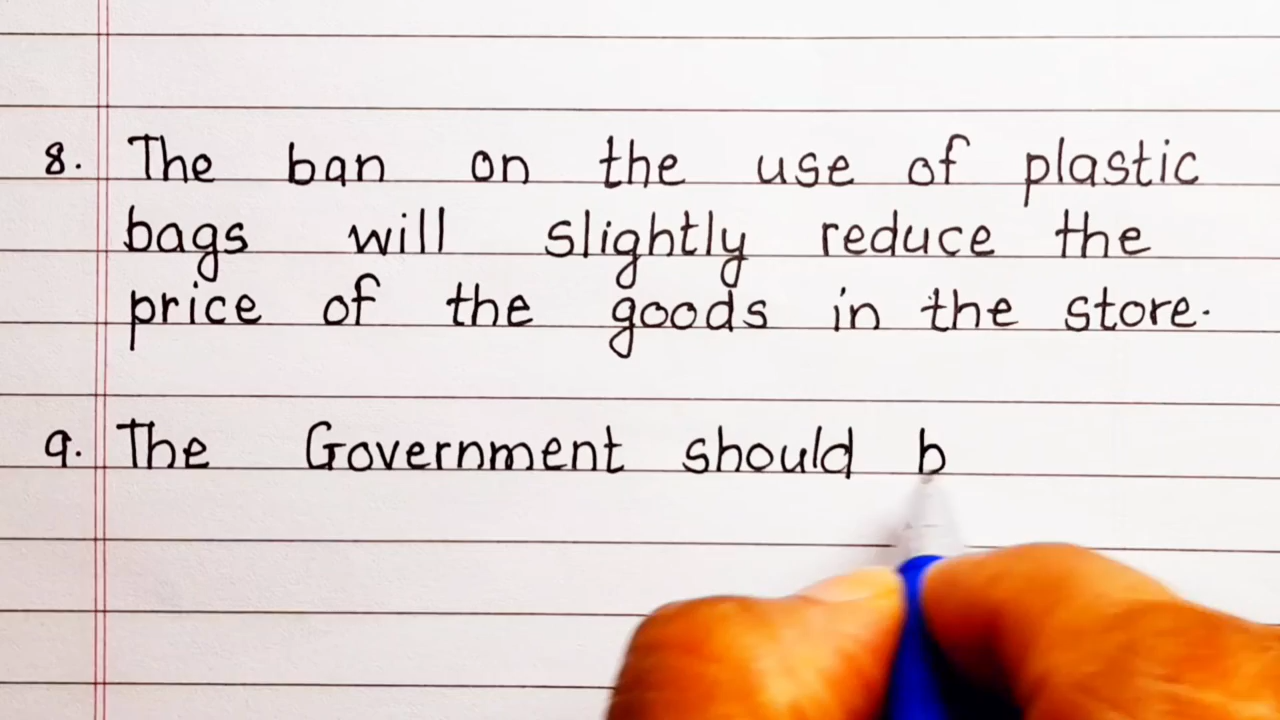 8. The ban on the use of plastic
bags will slightly reduce the
price of the goods in the store.
9. The Government should b